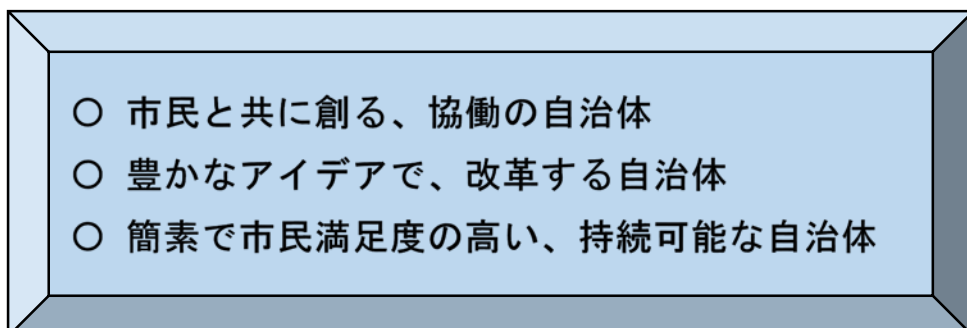 ○ 市民と共に創る、協働の自治体
○ 豊かなアイデアで、改革する自治体
○ 簡素で市民満足度の高い、持続可能な自治体